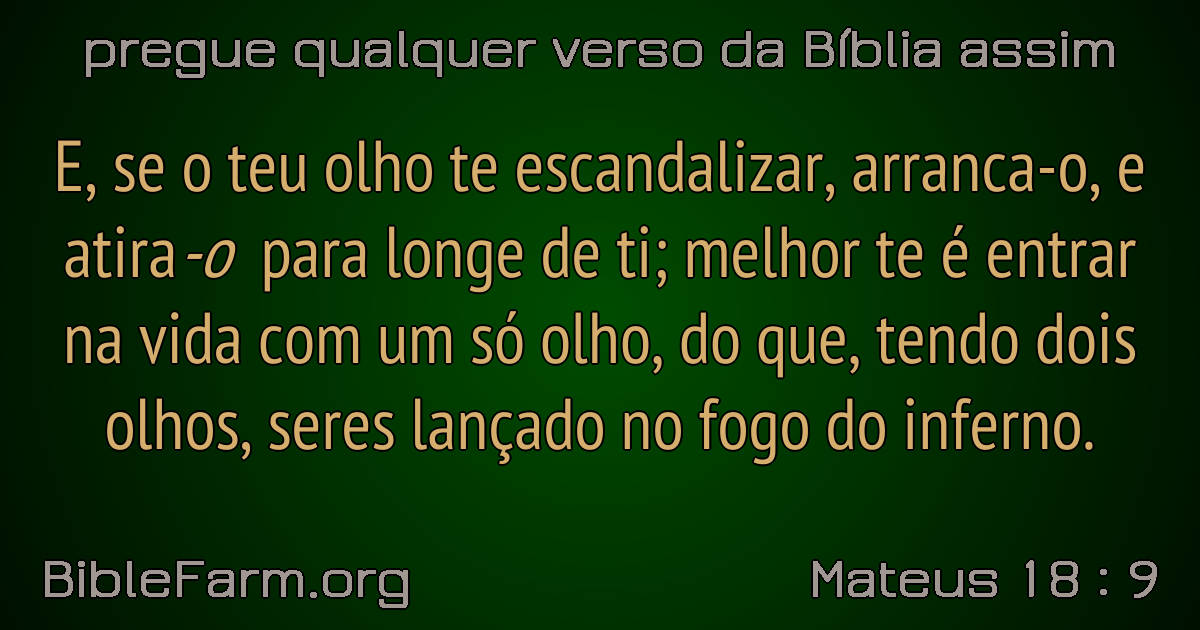 pregue qualquer verso da Bíblia assim
E, se o teu olho te escandalizar, arranca-o, e
atira-o para longe de ti; melhor te é entrar
na vida com um só olho, do que, tendo dois
olhos, seres lançado no fogo do inferno.
BibleFarm.org
Mateus 18 : 9